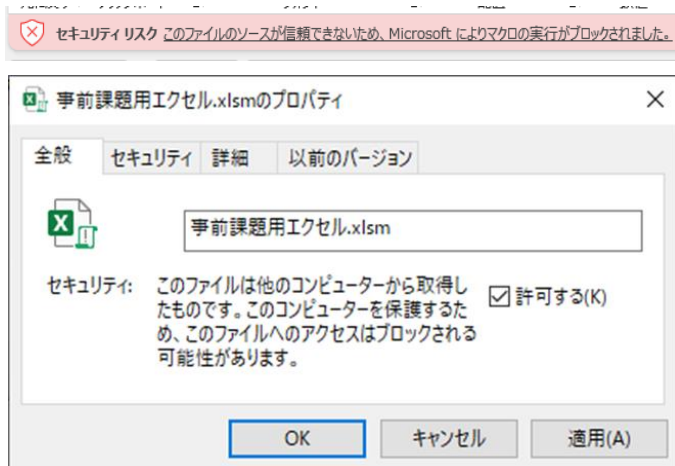 セキュリティ リスク このファイルのソースが信頼できないため、Microsoft によりマクロの実行がブロックされました。
事前課題用エクセル.xlsmのプロパティ
全般 セキュリティ 詳細 以前のバージョン
事前課題用エクセル.xlsm
セキュリティ: このファイルは他のコンピューターから取得し
たものです。このコンピューターを保護するた
め、このファイルへのアクセスはブロックされる
可能性があります。
許可する(K)
OK キャンセル 適用(A)